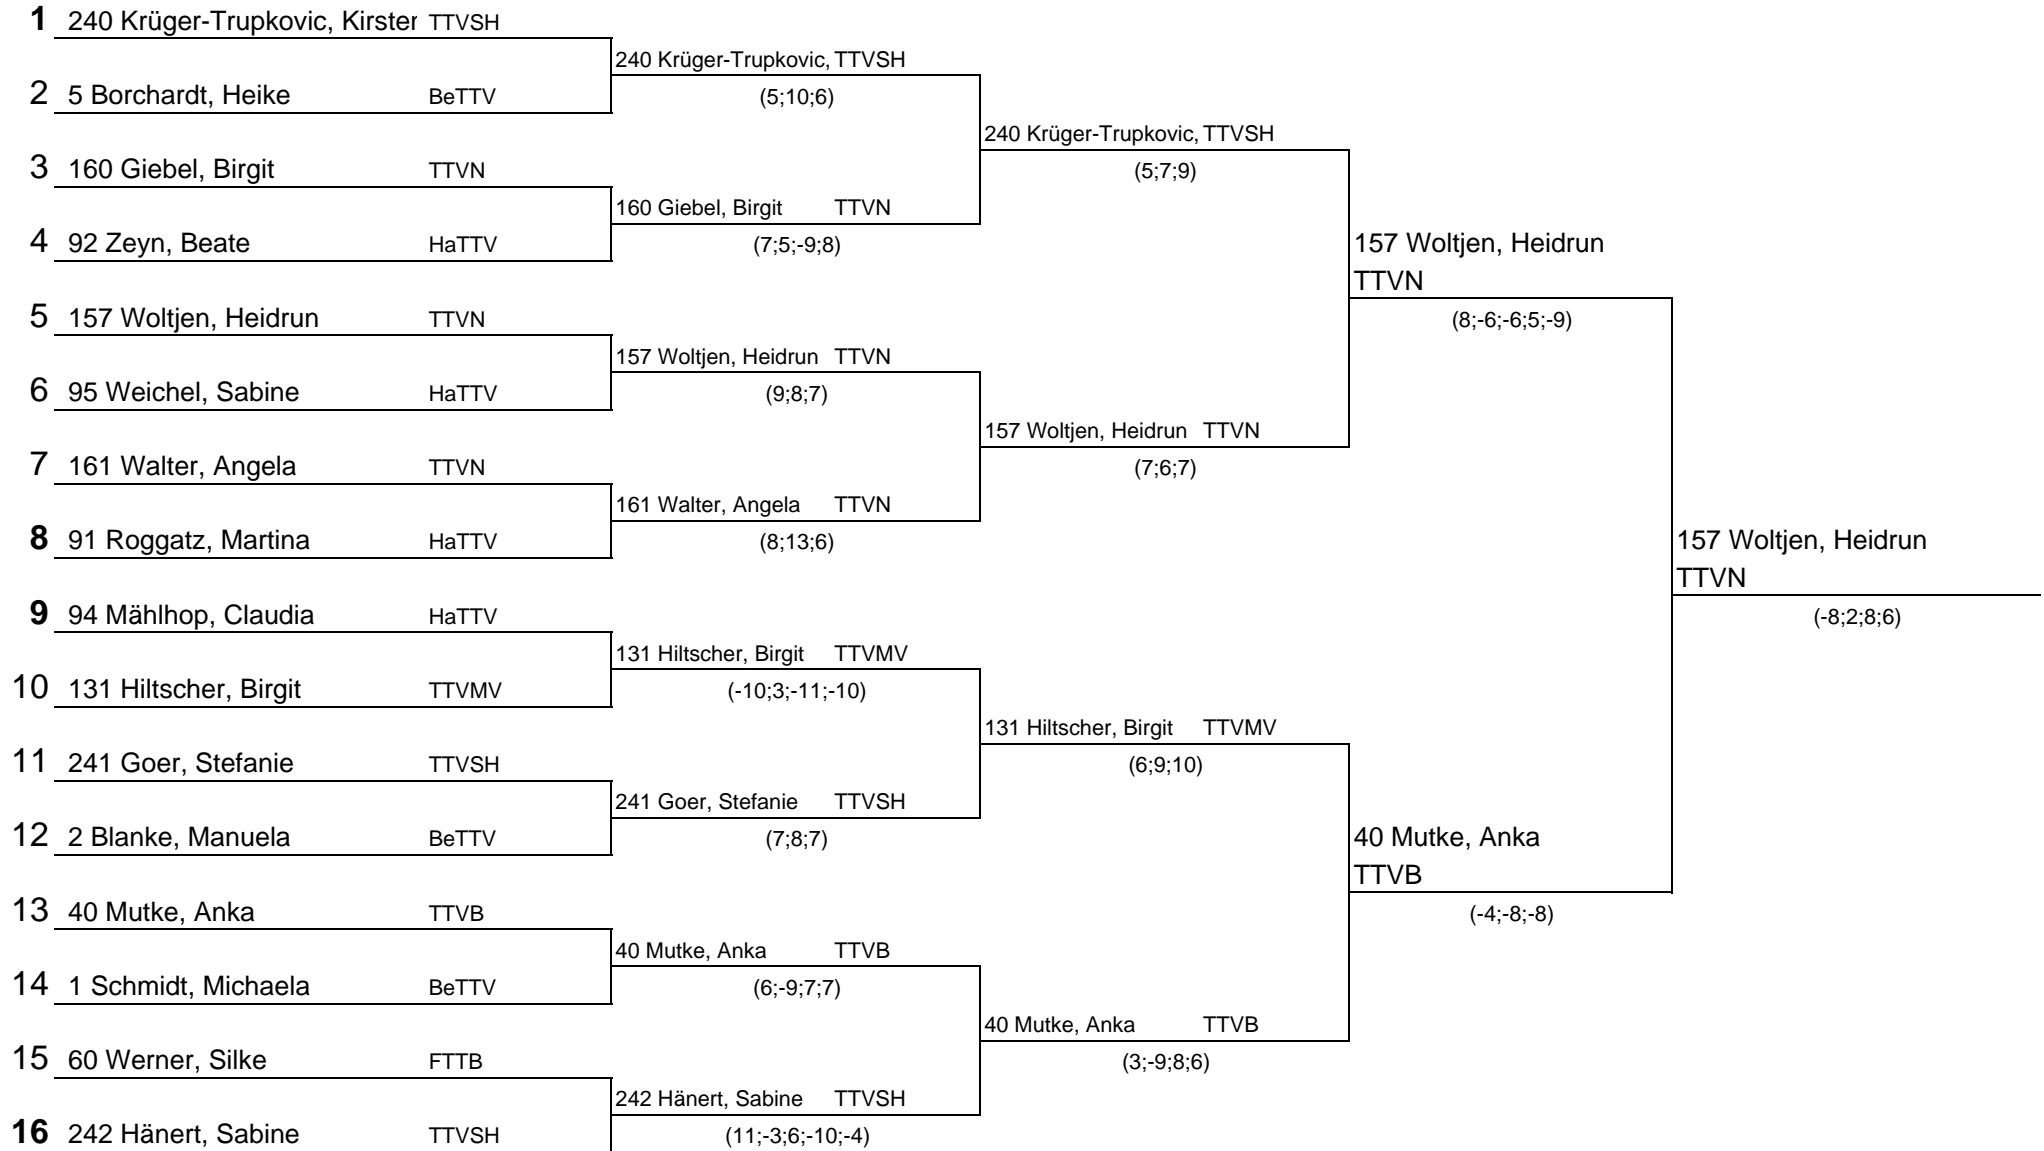 1 240 Krüger-Trupkovic, Kirster TTVSH
240 Krüger-Trupkovic, TTVSH
2 5 Borchardt, Heike BeTTV
(5;10;6)
240 Krüger-Trupkovic, TTVSH
3 160 Giebel, Birgit TTVN
(5;7;9)
160 Giebel, Birgit TTVN
4 92 Zeyn, Beate HaTTV
(7;5;-9;8)
157 Woltjen, Heidrun
TTVN
5 157 Woltjen, Heidrun TTVN
(8;-6;-6;5;-9)
157 Woltjen, Heidrun TTVN
6 95 Weichel, Sabine HaTTV
(9;8;7)
157 Woltjen, Heidrun TTVN
7 161 Walter, Angela TTVN
(7;6;7)
161 Walter, Angela TTVN
8 91 Roggatz, Martina HaTTV
(8;13;6)
157 Woltjen, Heidrun
TTVN
9 94 Mählhop, Claudia HaTTV
(-8;2;8;6)
131 Hiltscher, Birgit TTVMV
10 131 Hiltscher, Birgit TTVMV
(-10;3;-11;-10)
131 Hiltscher, Birgit TTVMV
11 241 Goer, Stefanie TTVSH
(6;9;10)
241 Goer, Stefanie TTVSH
12 2 Blanke, Manuela BeTTV
(7;8;7)
40 Mutke, Anka
TTVB
13 40 Mutke, Anka TTVB
(-4;-8;-8)
40 Mutke, Anka TTVB
14 1 Schmidt, Michaela BeTTV
(6;-9;7;7)
40 Mutke, Anka TTVB
15 60 Werner, Silke FTTB
(3;-9;8;6)
242 Hänert, Sabine TTVSH
16 242 Hänert, Sabine TTVSH
(11;-3;6;-10;-4)